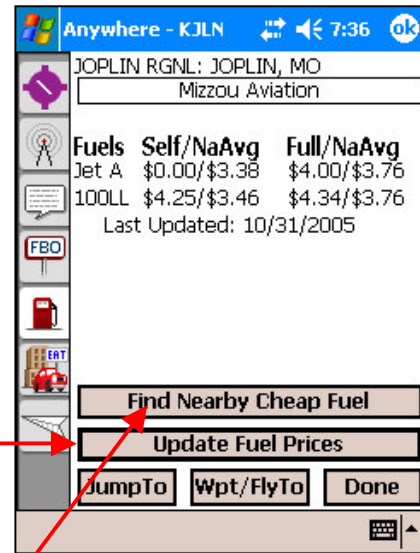 Anywhere - KJLN 7:36 ok
JOPLIN RGNL: JOPLIN, MO
Mizzou Aviation
Fuels Self/NaAvg Full/NaAvg
Jet A $0.00/$3.38 $4.00/$3.76
100LL $4.25/$3.46 $4.34/$3.76
Last Updated: 10/31/2005
FBO
EAT
Find Nearby Cheap Fuel
Update Fuel Prices
JumpTo Wpt/FlyTo Done